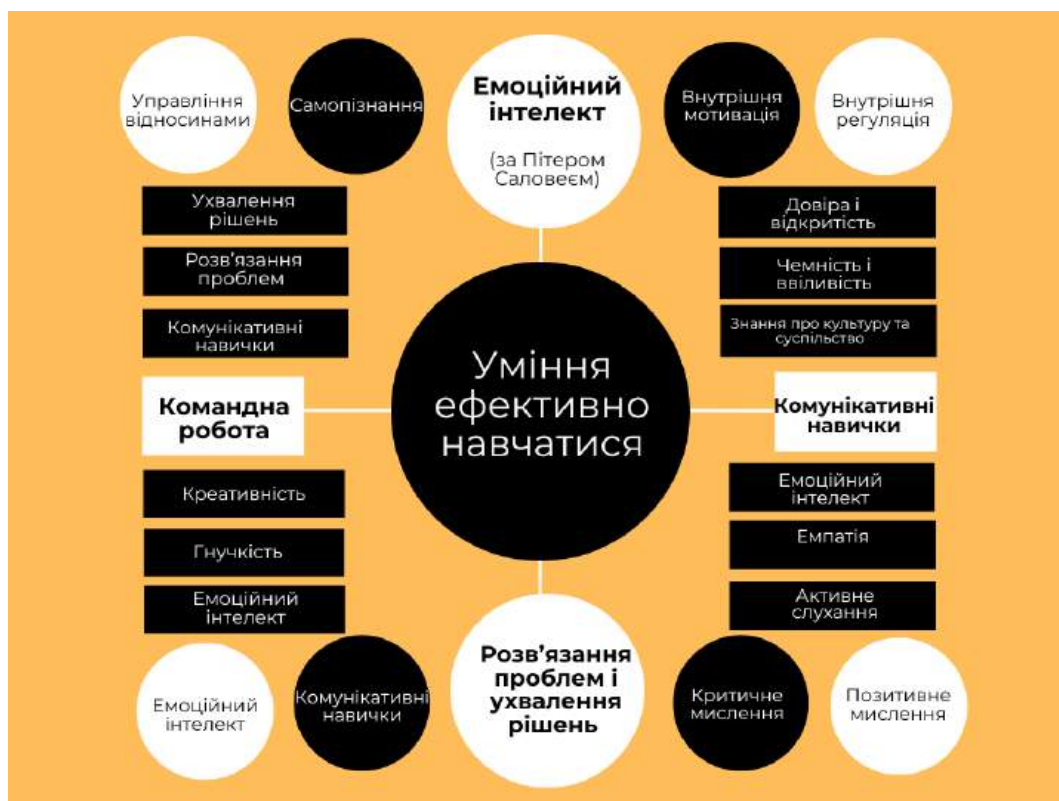 Управління
відносинами
Самопізнання
Емоційний
інтелект
(за Пітером
Саловеєм)
Внутрішня
мотивація
Внутрішня
регуляція
Ухвалення
рішень
Розв'язання
проблем
Комунікативні
навички
Довіра і
відкритість
Чемність і
ввіливість
Знання про культуру та
суспільство
Командна
робота
Уміння
ефективно
навчатися
Комунікативні
навички
Креативність
Гнучкість
Емоційний
інтелект
Емоційний
інтелект
Емпатія
Активне
слухання
Емоційний
інтелект
Комунікативні
навички
Розв'язання
проблем і
ухвалення
рішень
Критичне
мислення
Позитивне
мислення